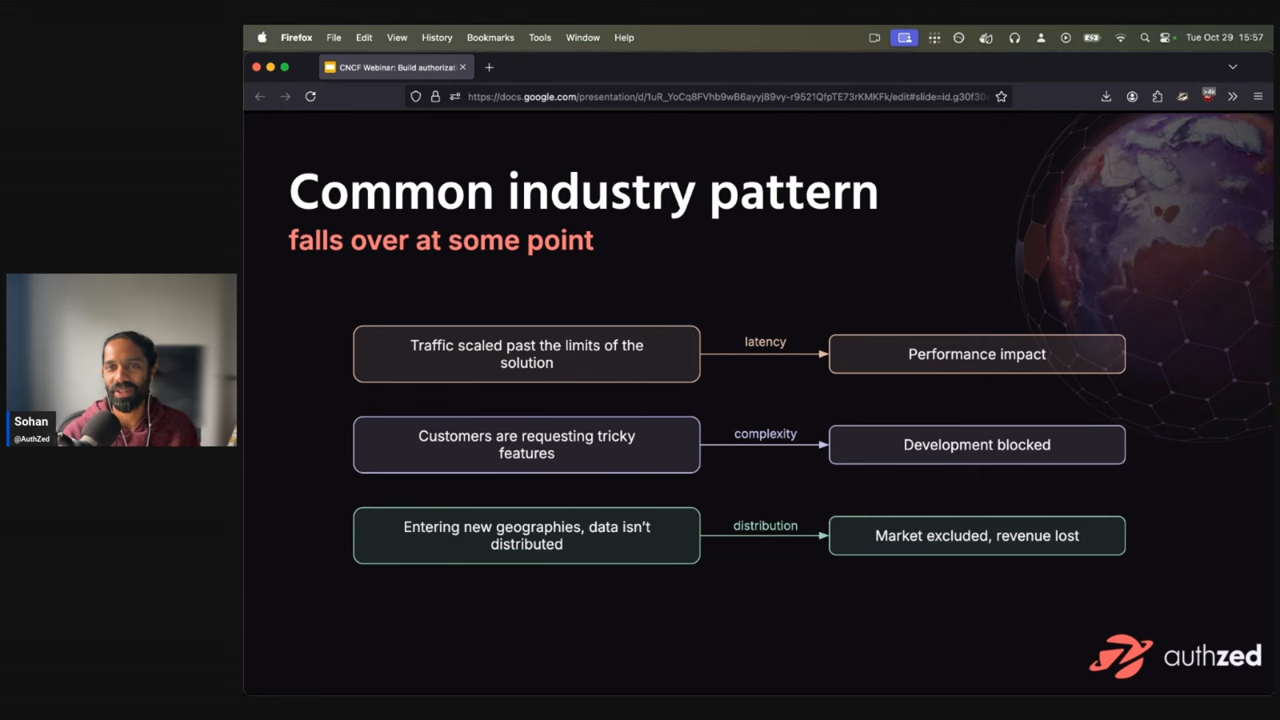 Firefox File Edit View History Bookmarks Tools Window Help Tue Oct 29 15:57
CNCF Webinar: Build authorizat
https://docs.google.com/presentation/d/1uR_YoCq8FVhb9wB6ayyj89vy-r9521QfpTE73rKMKFk/edit#slide=id.g30f30
Common industry pattern
falls over at some point
Traffic scaled past the limits of the
solution
latency
Performance impact
Customers are requesting tricky
features
complexity
Development blocked
Entering new geographies, data isn't
distributed
distribution
Market excluded, revenue lost
Sohan
@AuthZed
authzed